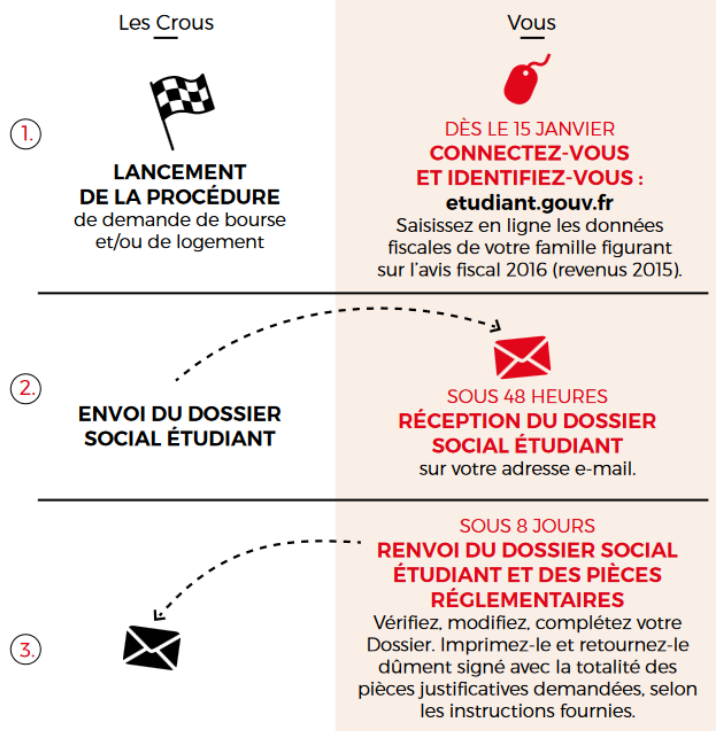 Les Crous
Vous
1.
LANCEMENT
DE LA PROCÉDURE
de demande de bourse
et/ou de logement
DÈS LE 15 JANVIER
CONNECTEZ-VOUS
ET IDENTIFIEZ-VOUS :
etudiant.gouv.fr
Saisissez en ligne les données
fiscales de votre famille figurant
sur l'avis fiscal 2016 (revenus 2015).
2.
ENVOI DU DOSSIER
SOCIAL ÉTUDIANT
SOUS 48 HEURES
RÉCEPTION DU DOSSIER
SOCIAL ÉTUDIANT
sur votre adresse e-mail.
3.
SOUS 8 JOURS
RENVOI DU DOSSIER SOCIAL
ÉTUDIANT ET DES PIÈCES
RÉGLEMENTAIRES
Vérifiez, modifiez, complétez votre
Dossier. Imprimez-le et retournez-le
dûment signé avec la totalité des
pièces justificatives demandées, selon
les instructions fournies.